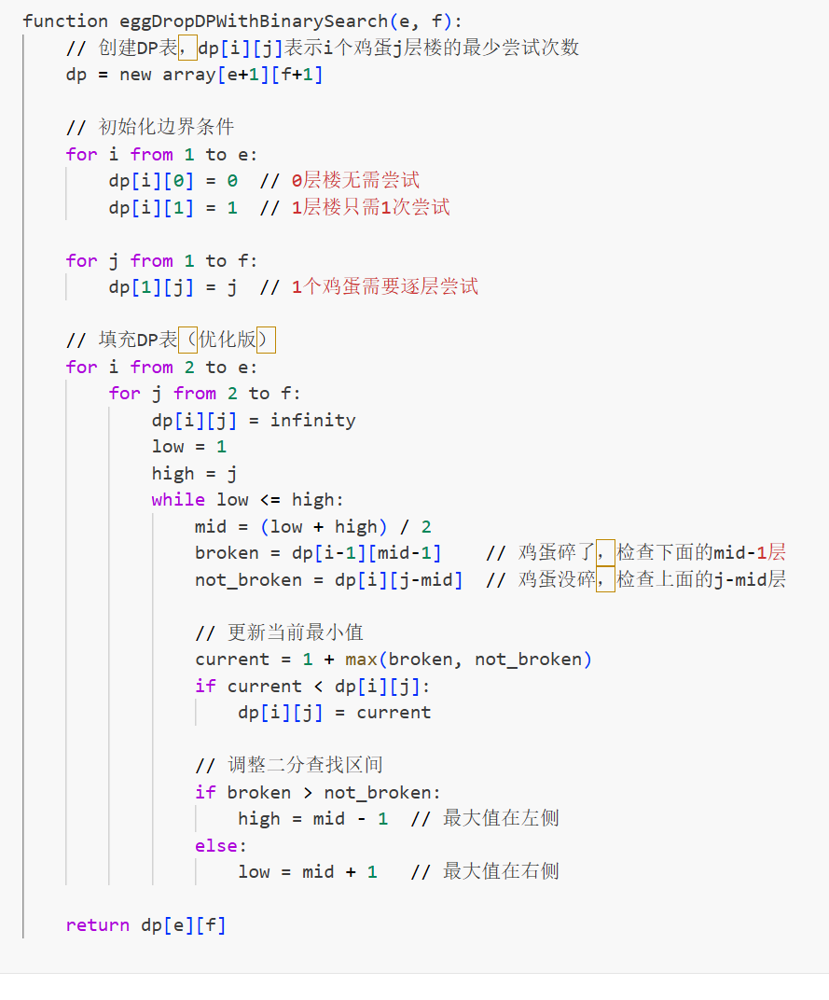 function eggDropDPWithBinarySearch(e, f):
    // 创建DP表，dp[i][j]表示i个鸡蛋j层楼的最少尝试次数
    dp = new array[e+1][f+1]

    // 初始化边界条件
    for i from 1 to e:
        dp[i][0] = 0  // 0层楼无需尝试
        dp[i][1] = 1  // 1层楼只需1次尝试

    for j from 1 to f:
        dp[1][j] = j  // 1个鸡蛋需要逐层尝试

    // 填充DP表（优化版）
    for i from 2 to e:
        for j from 2 to f:
            dp[i][j] = infinity
            low = 1
            high = j
            while low <= high:
                mid = (low + high) / 2
                broken = dp[i-1][mid-1]    // 鸡蛋碎了，检查下面的mid-1层
                not_broken = dp[i][j-mid]  // 鸡蛋没碎，检查上面的j-mid层

                // 更新当前最小值
                current = 1 + max(broken, not_broken)
                if current < dp[i][j]:
                    dp[i][j] = current

                // 调整二分查找区间
                if broken > not_broken:
                    high = mid - 1  // 最大值在左侧
                else:
                    low = mid + 1   // 最大值在右侧

    return dp[e][f]